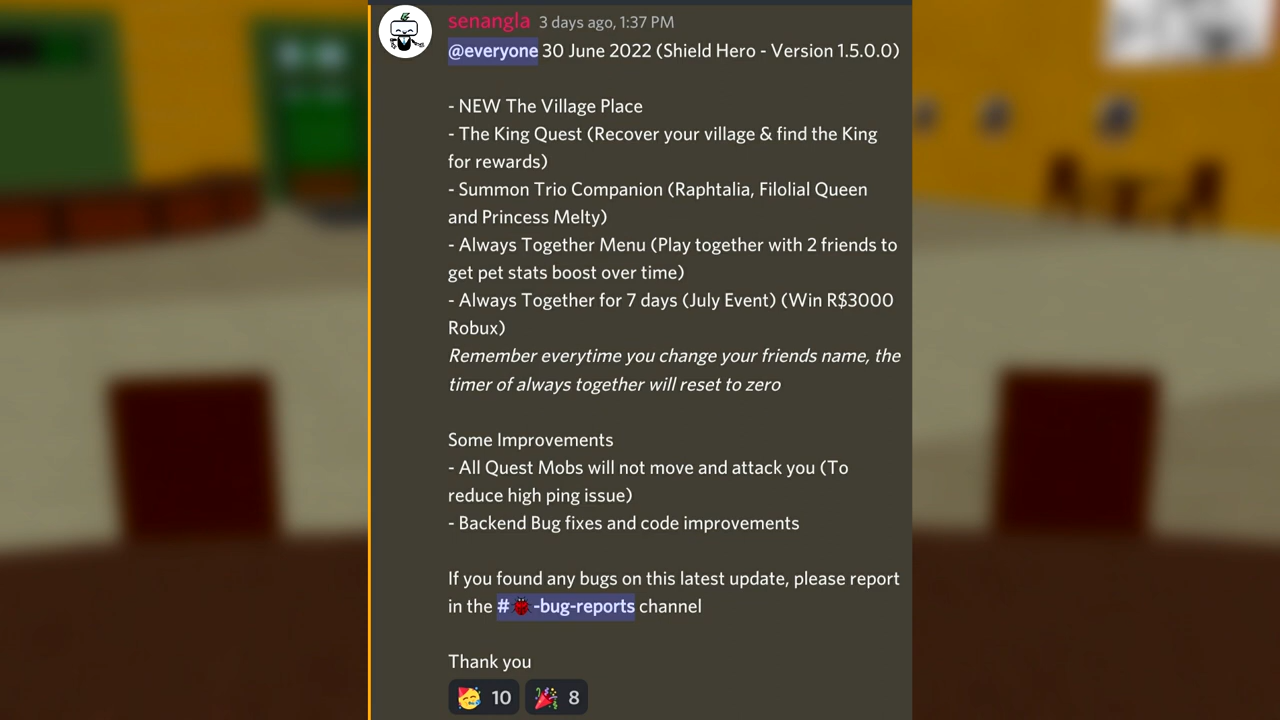 senangla 3 days ago, 1:37 PM
@everyone 30 June 2022 (Shield Hero - Version 1.5.0.0)
- NEW The Village Place
- The King Quest (Recover your village & find the King
for rewards)
- Summon Trio Companion (Raphtalia, Filolial Queen
and Princess Melty)
- Always Together Menu (Play together with 2 friends to
get pet stats boost over time)
- Always Together for 7 days (July Event) (Win R$3000
Robux)
Remember everytime you change your friends name, the
timer of always together will reset to zero
Some Improvements
- All Quest Mobs will not move and attack you (To
reduce high ping issue)
- Backend Bug fixes and code improvements
If you found any bugs on this latest update, please report
in the #🐞-bug-reports channel
Thank you
🥳 10 🎉 8